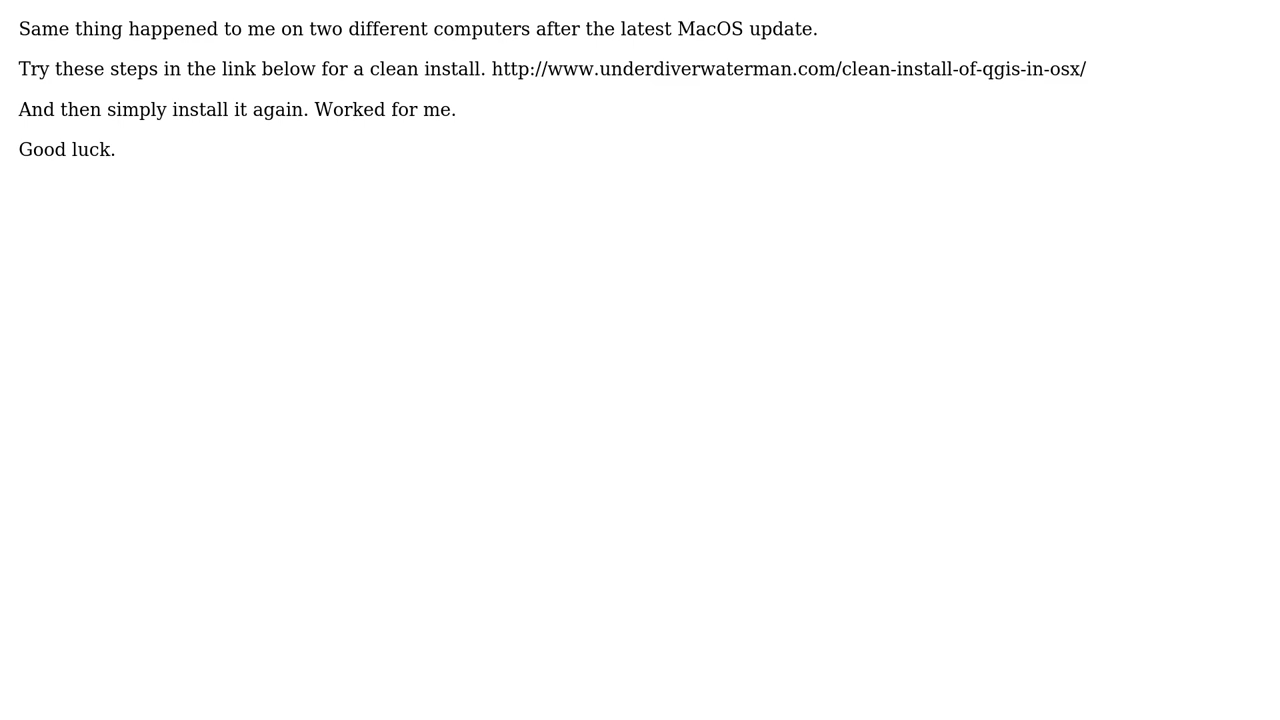 Same thing happened to me on two different computers after the latest MacOS update.
Try these steps in the link below for a clean install. http://www.underdiverwaterman.com/clean-install-of-qgis-in-osx/
And then simply install it again. Worked for me.
Good luck.